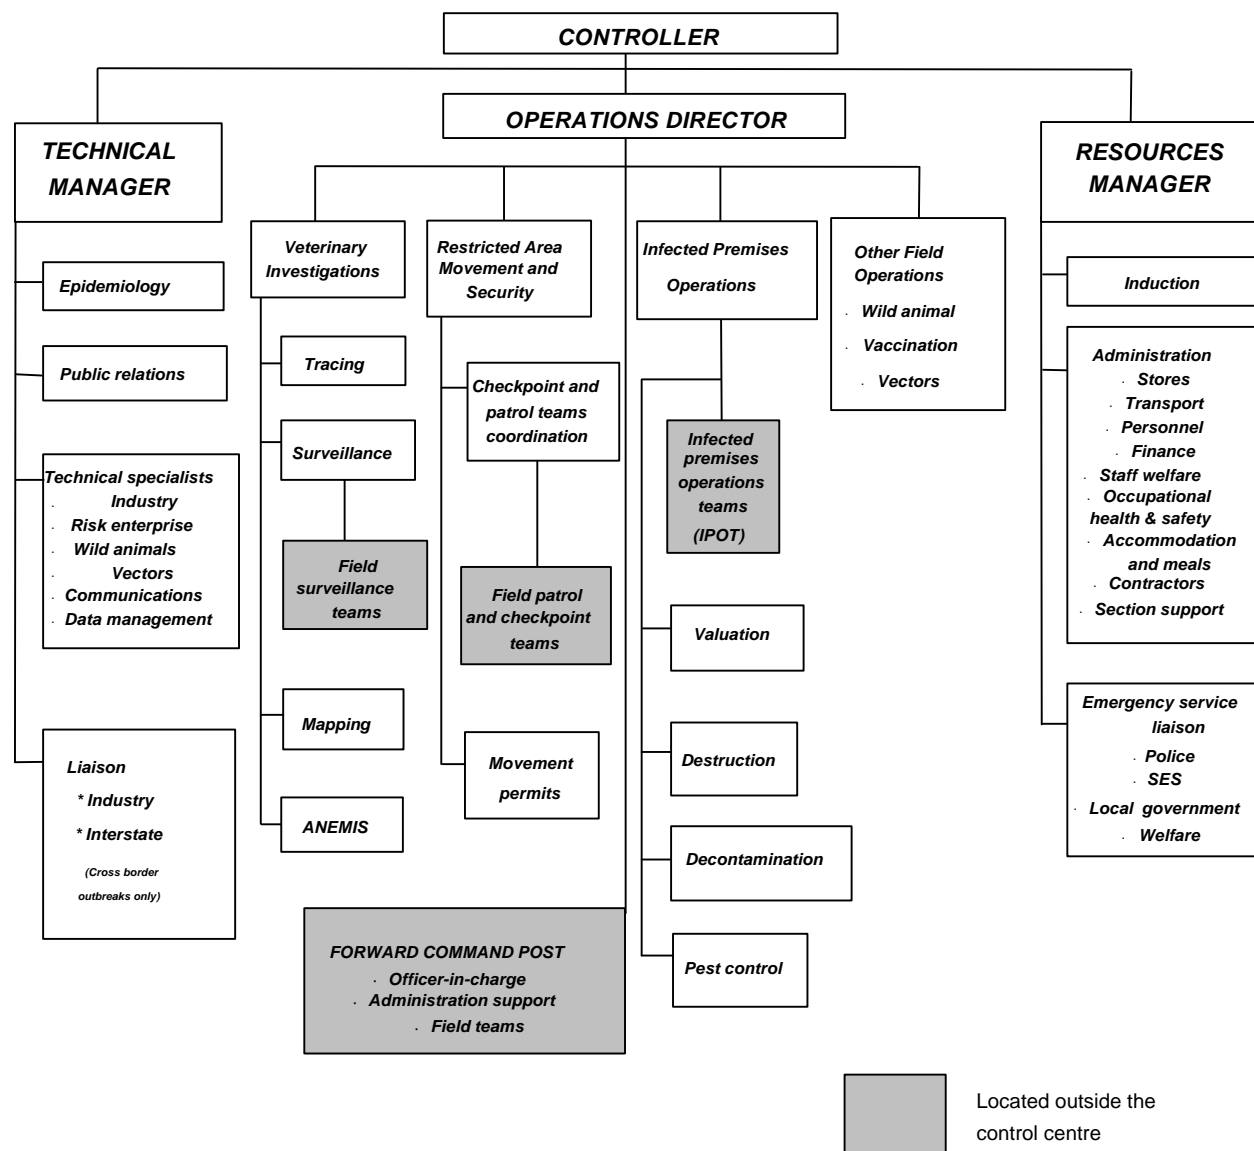 CONTROLLER
OPERATIONS DIRECTOR
TECHNICAL
MANAGER
Epidemiology
Public relations
Technical specialists
· Industry
· Risk enterprise
· Wild animals
· Vectors
· Communications
· Data management
Liaison
* Industry
* Interstate
(Cross border
outbreaks only)
Veterinary
Investigations
Tracing
Surveillance
Field
surveillance
teams
Mapping
ANEMIS
Restricted Area
Movement and
Security
Checkpoint and
patrol teams
coordination
Field patrol
and checkpoint
teams
Movement
permits
Infected Premises
Operations
Infected
premises
operations
teams
(IPOT)
Valuation
Destruction
Decontamination
Pest control
Other Field
Operations
· Wild animal
· Vaccination
· Vectors
FORWARD COMMAND POST
· Officer-in-charge
· Administration support
· Field teams
RESOURCES
MANAGER
Induction
Administration
· Stores
· Transport
· Personnel
· Finance
· Staff welfare
· Occupational
health & safety
· Accommodation
and meals
· Contractors
· Section support
Emergency service
liaison
· Police
· SES
· Local government
· Welfare
Located outside the
control centre